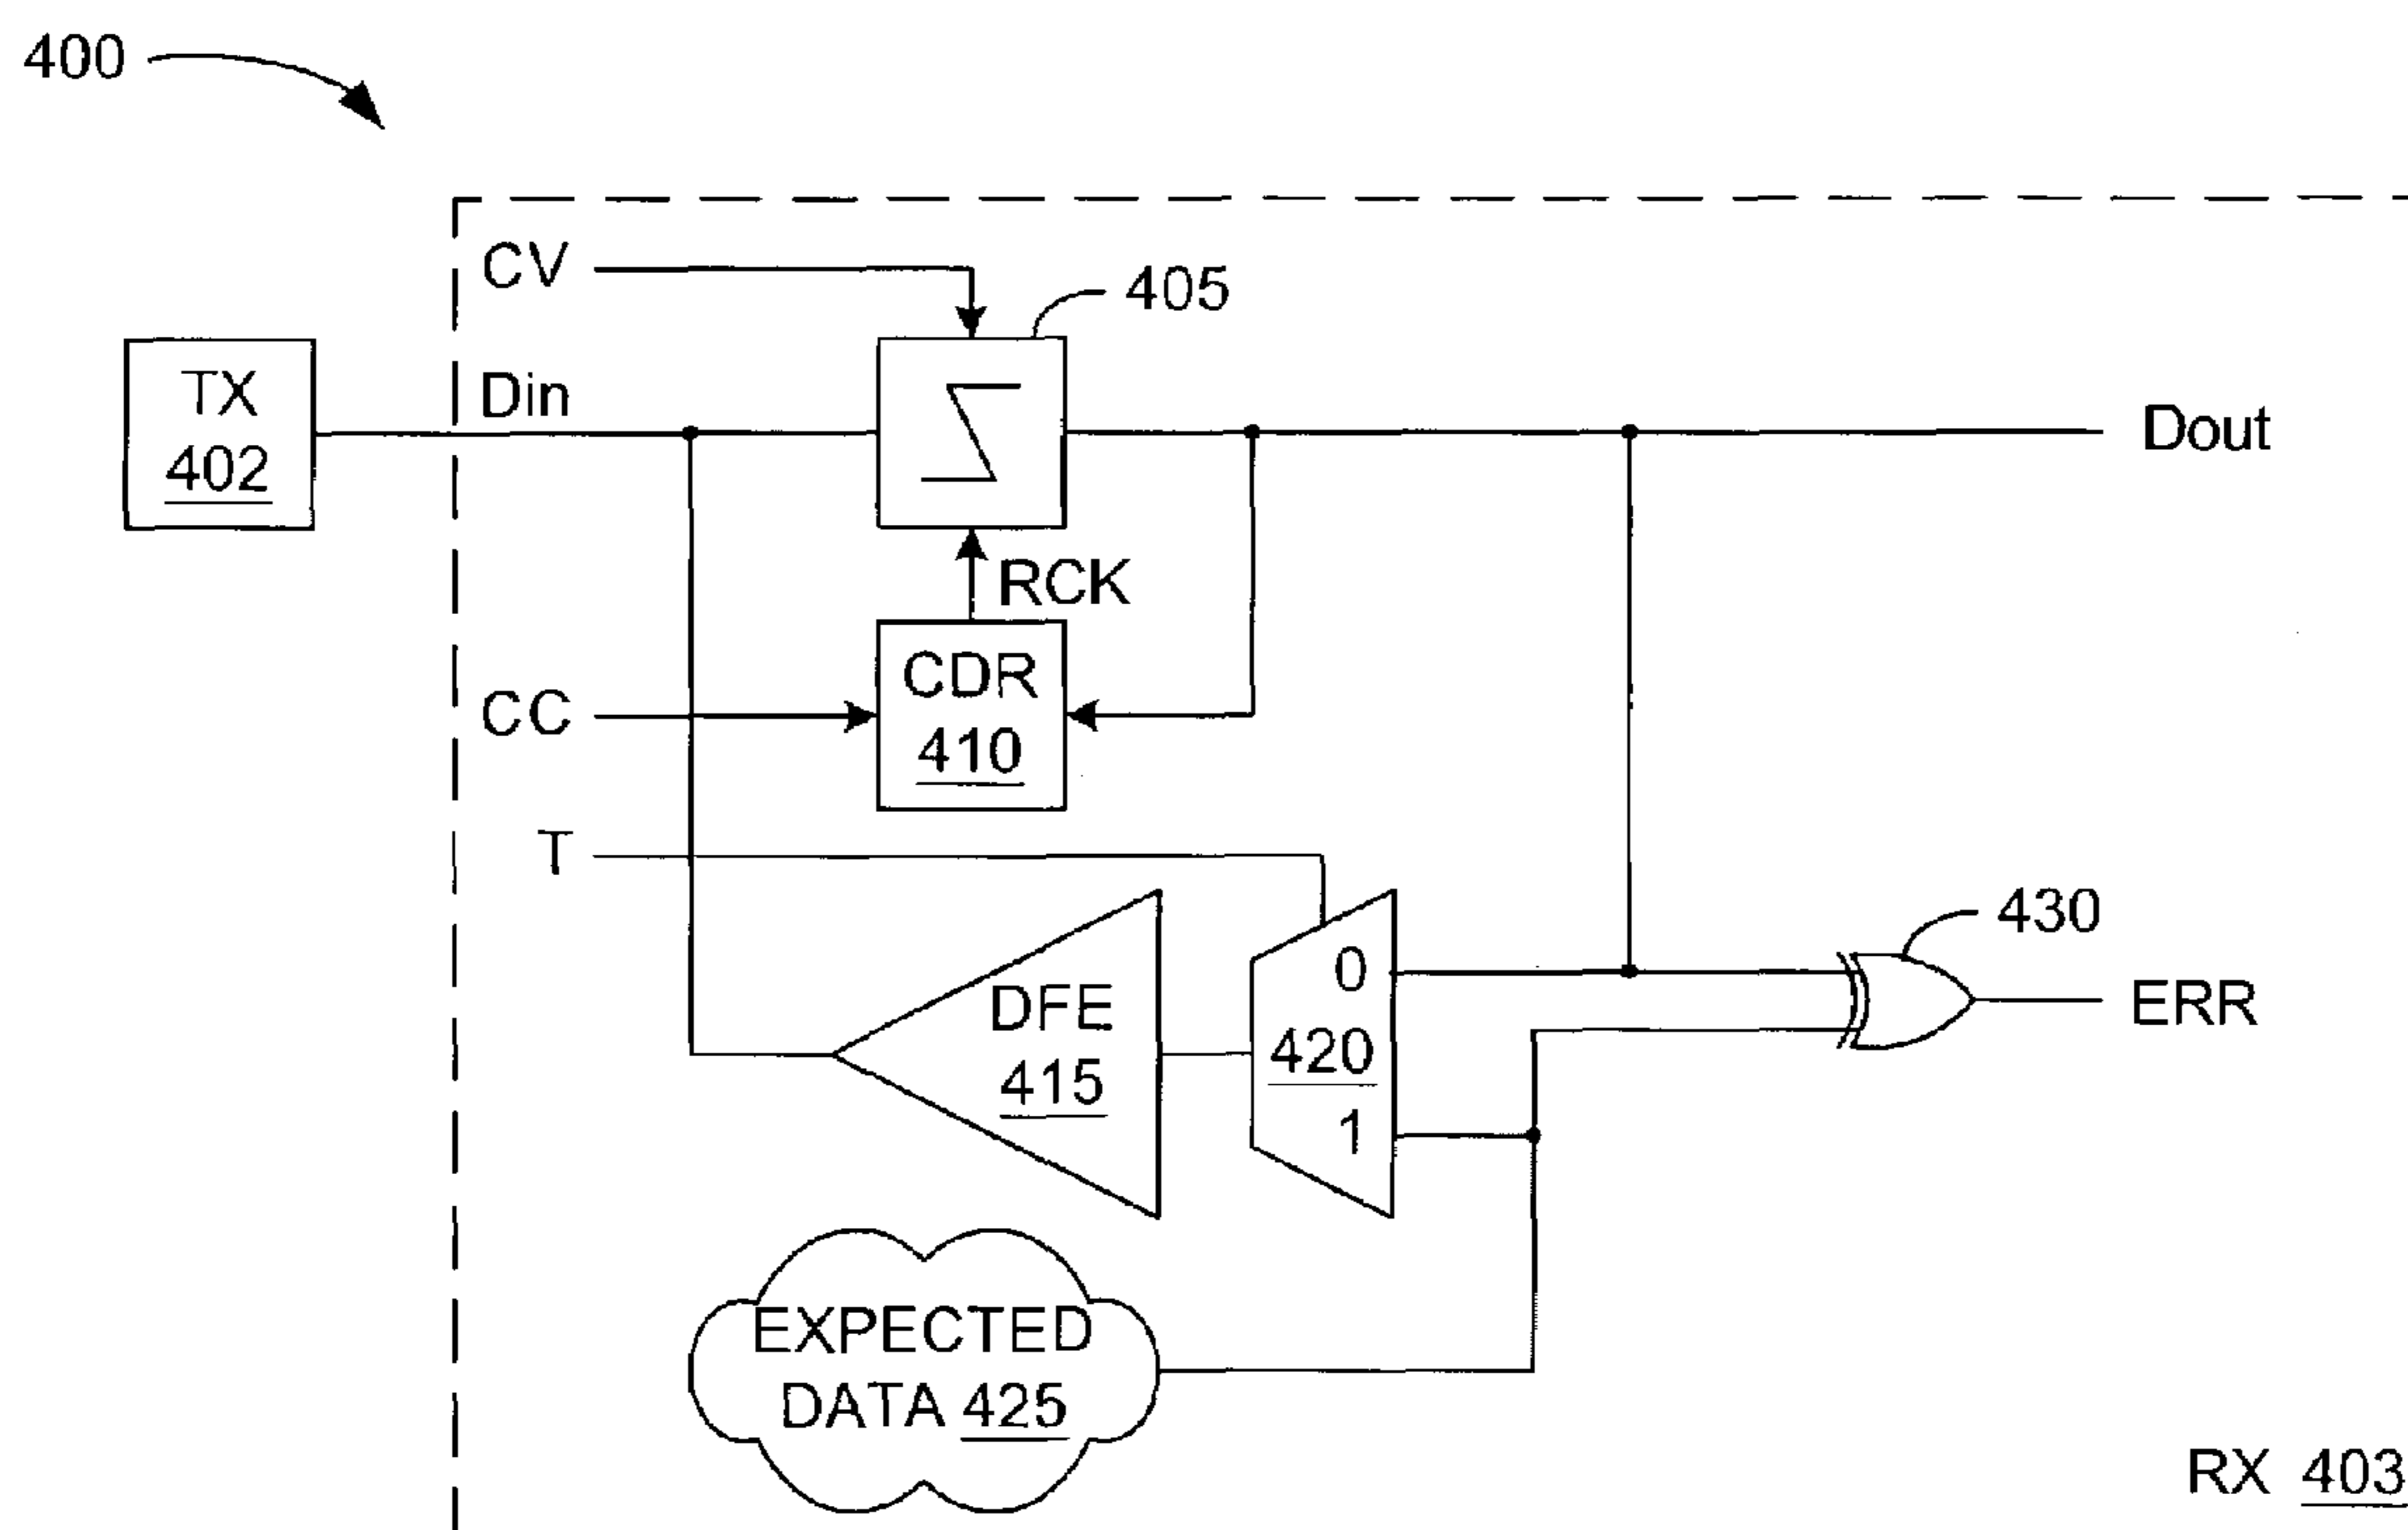 400
CV
405
TX
402
Din
Dout
RCK
CDR
410
CC
T
430
0
DFE
415
420
1
ERR
EXPECTED
DATA 425
RX 403